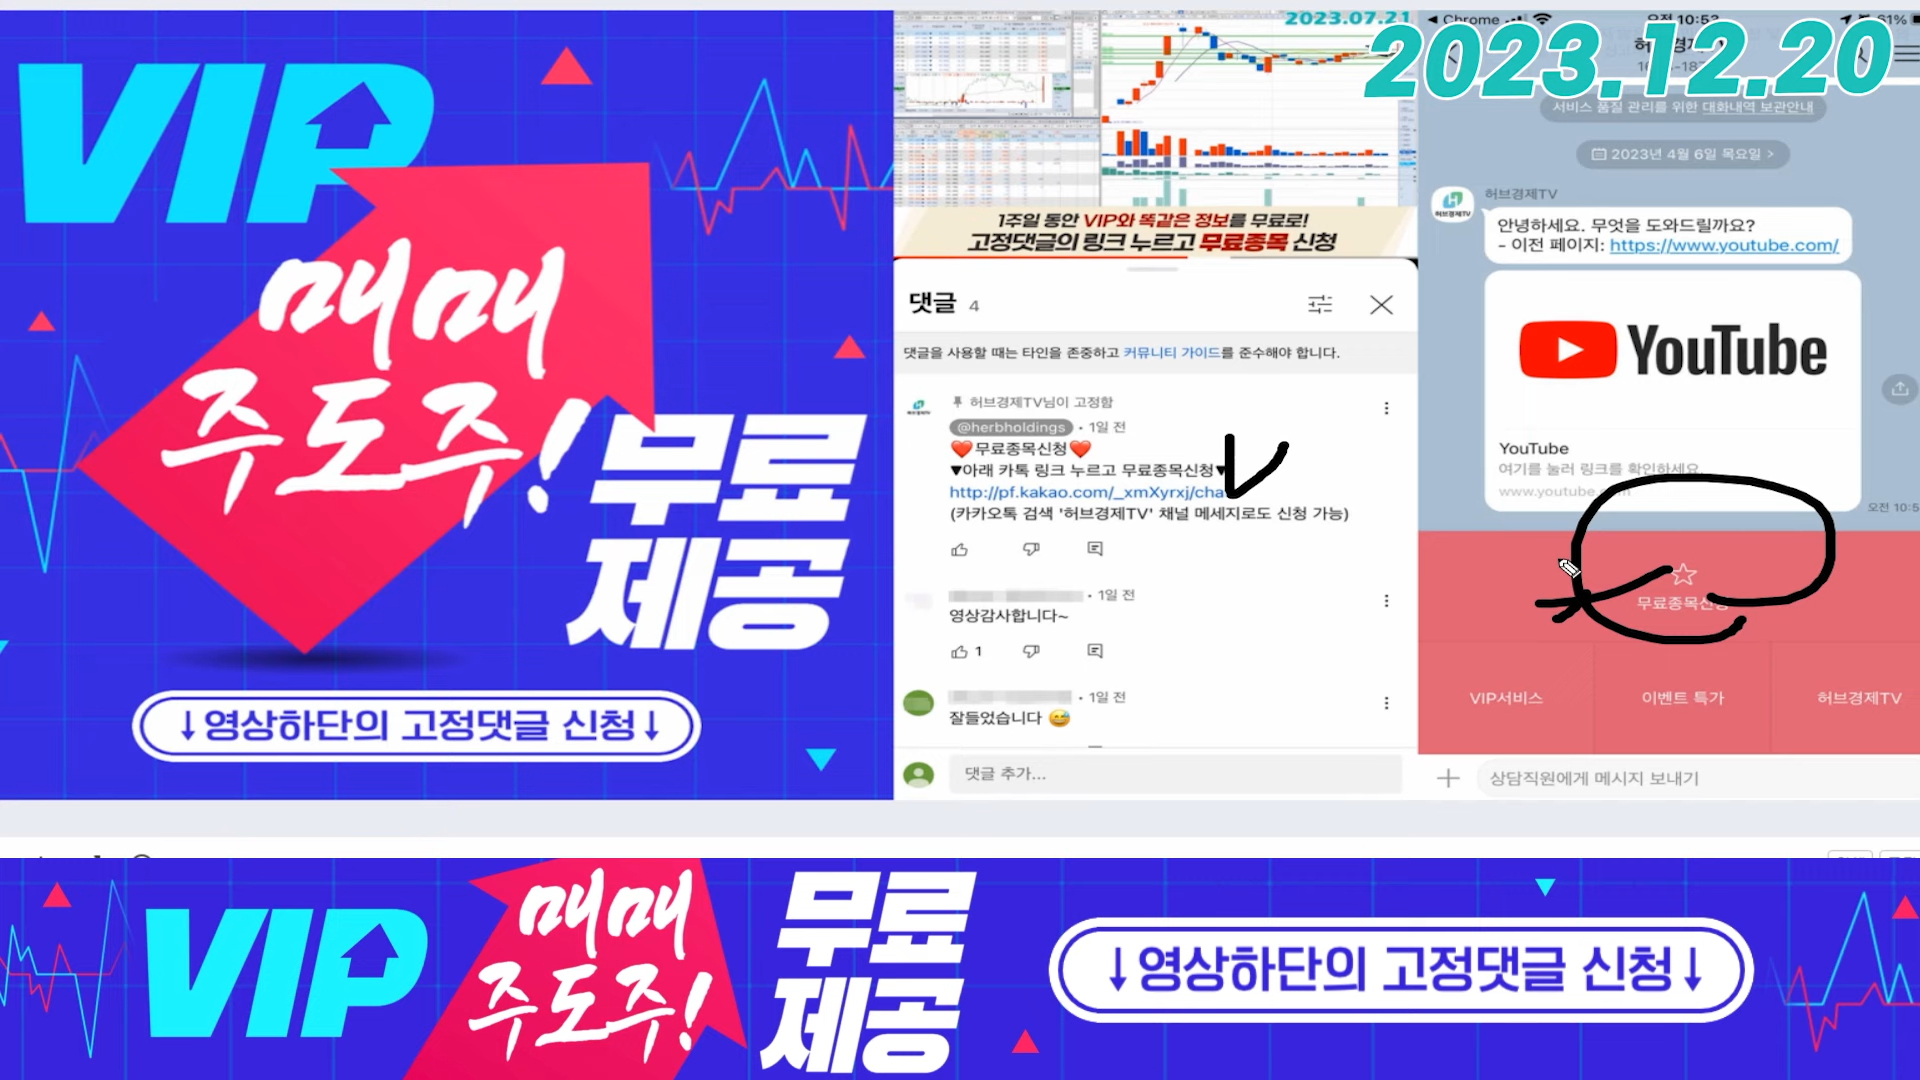 VIP
매매
주도주!
무료
제공
↓영상하단의 고정댓글 신청↓
2023.07.21
1주일 동안 VIP와 똑같은 정보를 무료로!
고정댓글의 링크 누르고 무료종목 신청
댓글 4
댓글을 사용할 때는 타인을 존중하고 커뮤니티 가이드를 준수해야 합니다.
허브경제TV님이 고정함
@herbholdings · 1일 전
❤️무료종목신청❤️
▼아래 카톡 링크 누르고 무료종목신청▼
http://pf.kakao.com/_xmXyrxj/cha
(카카오톡 검색 '허브경제TV' 채널 메세지로도 신청 가능)
· 1일 전
영상감사합니다~
1
· 1일 전
잘들었습니다 😅
댓글 추가...
Chrome
오전 10:53
61%
2023.12.20
서비스 품질 관리를 위한 대화내역 보관안내
2023년 4월 6일 목요일 >
허브경제TV
허브경제TV
안녕하세요. 무엇을 도와드릴까요?
- 이전 페이지: https://www.youtube.com/
YouTube
YouTube
여기를 눌러 링크를 확인하세요.
www.youtube.com
오전 10:5
무료종목신청
VIP서비스
이벤트 특가
허브경제TV
상담직원에게 메시지 보내기
VIP
매매
주도주!
무료
제공
↓영상하단의 고정댓글 신청↓